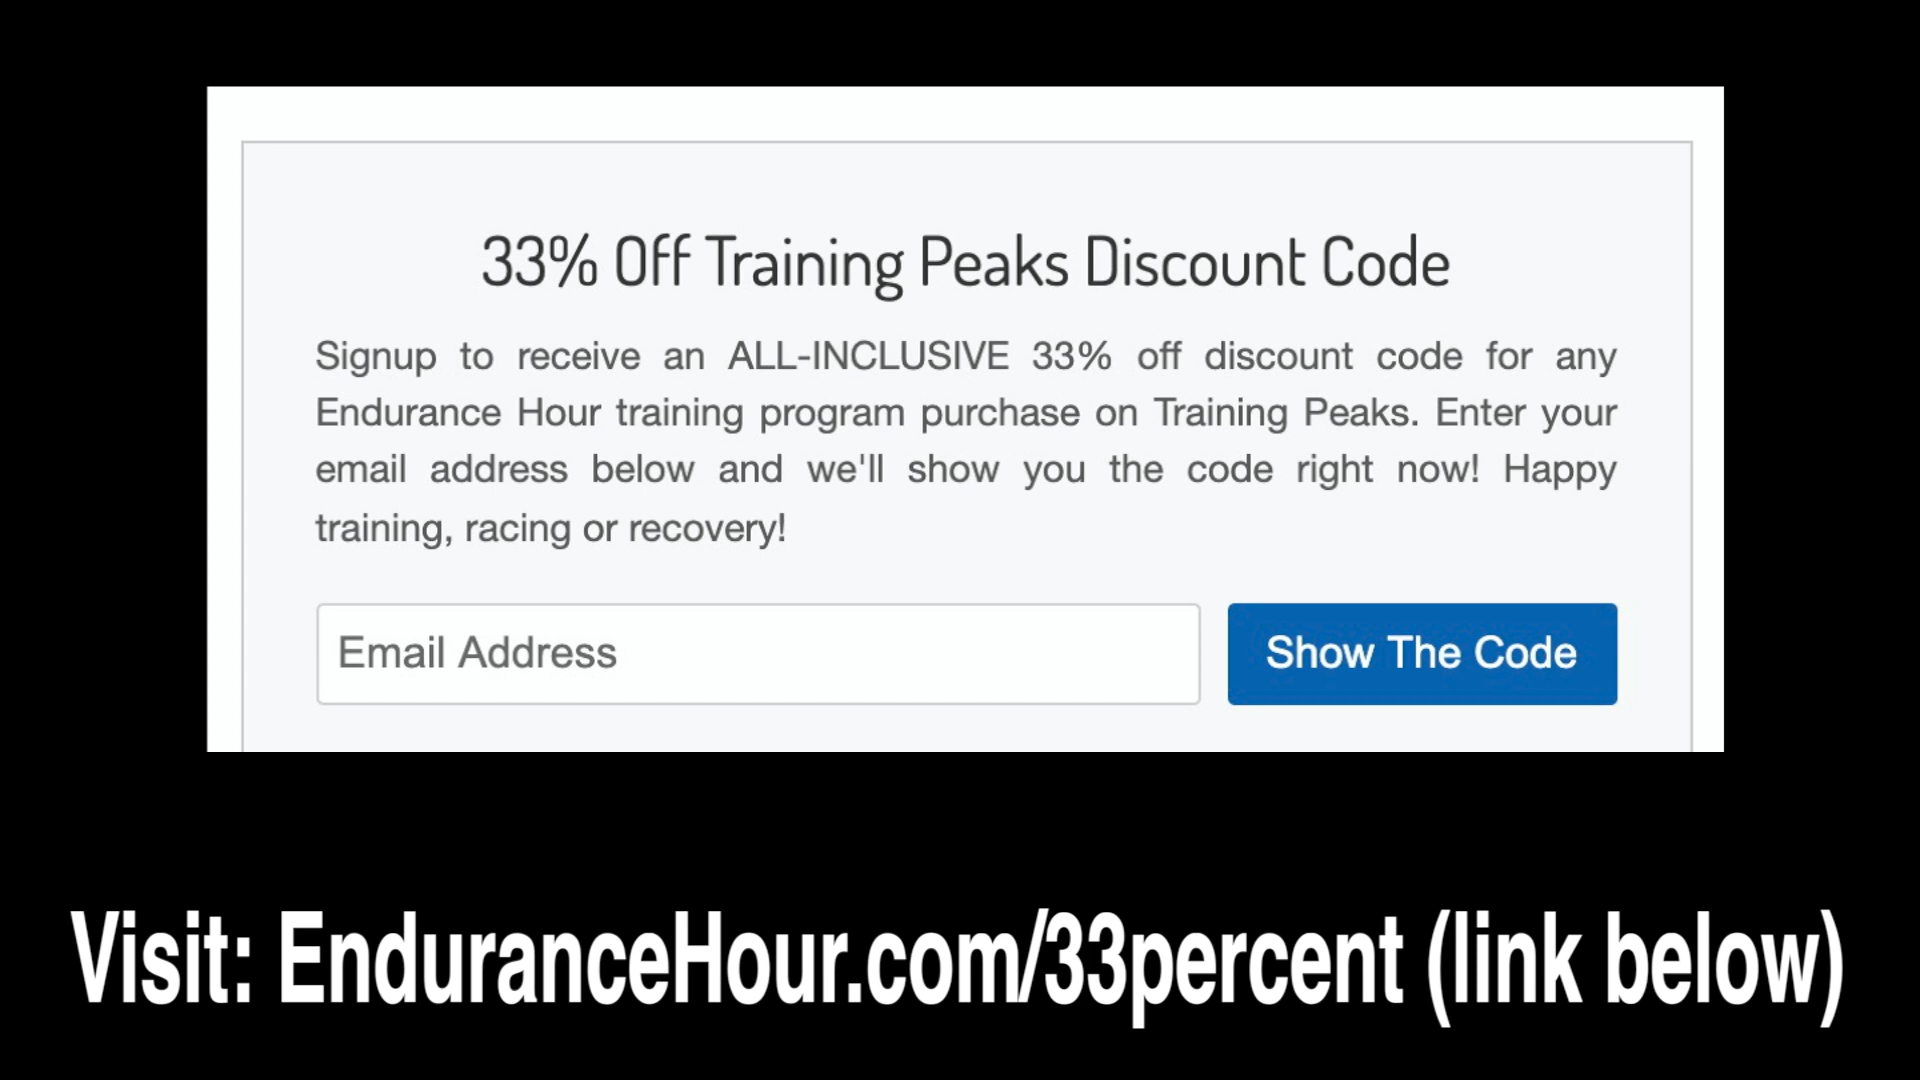 33% Off Training Peaks Discount Code
Signup to receive an ALL-INCLUSIVE 33% off discount code for any
Endurance Hour training program purchase on Training Peaks. Enter your
email address below and we'll show you the code right now! Happy
training, racing or recovery!
Email Address
Show The Code
Visit: EnduranceHour.com/33percent (link below)